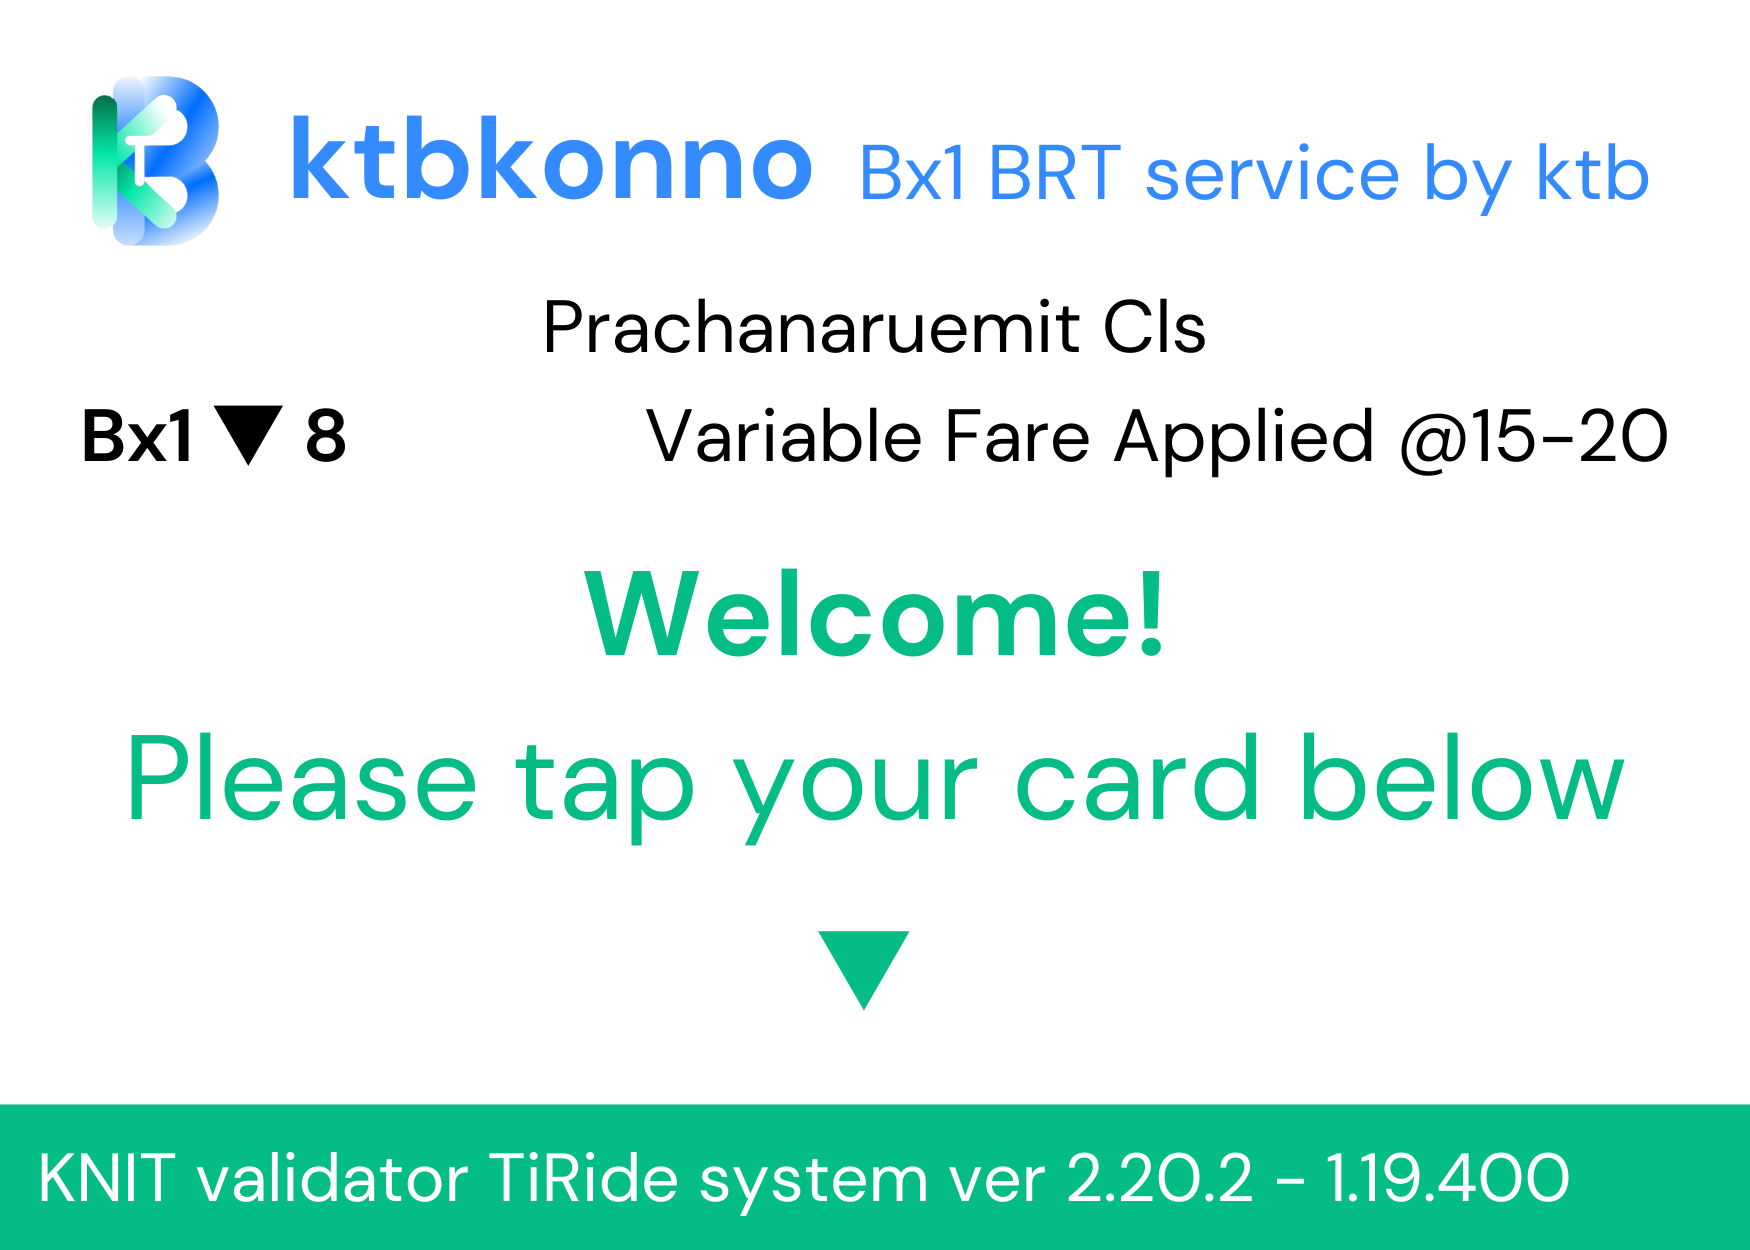 ktbkonno Bx1 BRT service by ktb
Prachanaruemit Cls
Bx1 ▼ 8 Variable Fare Applied @15-20
Welcome!
Please tap your card below
▼
KNIT validator TiRide system ver 2.20.2 - 1.19.400